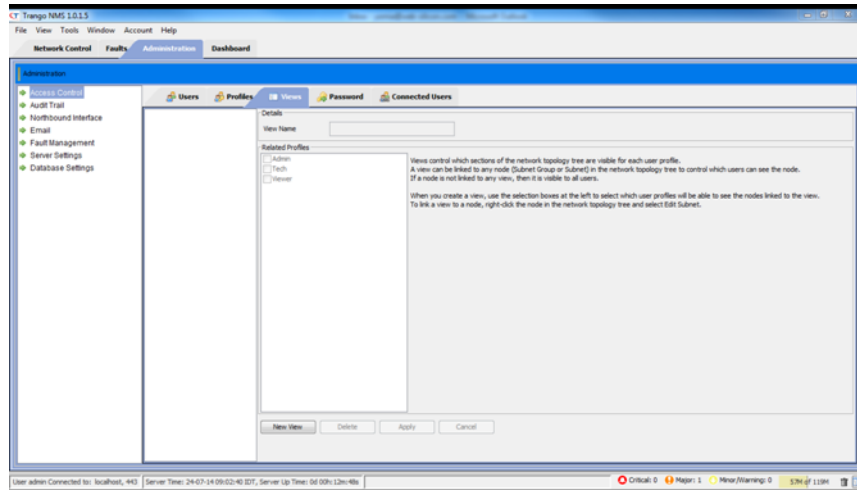 Trango NMS 1.0.1.5
File View Tools Window Account Help
Network Control Faults Administration Dashboard
Administration
Access Control
Audit Trail
Northbound Interface
Email
Fault Management
Server Settings
Database Settings
Users Profiles Views Password Connected Users
Details
View Name
Related Profiles
Admin
Tech
Viewer
Views control which sections of the network topology tree are visible for each user profile.
A view can be linked to any node (Subnet Group or Subnet) in the network topology tree to control which users can see the node.
If a node is not linked to any view, then it is visible to all users.
When you create a view, use the selection boxes at the left to select which user profiles will be able to see the nodes linked to the view.
To link a view to a node, right-click the node in the network topology tree and select Edit Subnet.
New View Delete Apply Cancel
User admin Connected to: localhost, 443 Server Time: 24-07-14 09:02:40 IDT, Server Up Time: 0d 00h:12m:48s Critical: 0 Major: 1 Minor/Warning: 0 57M of 119M